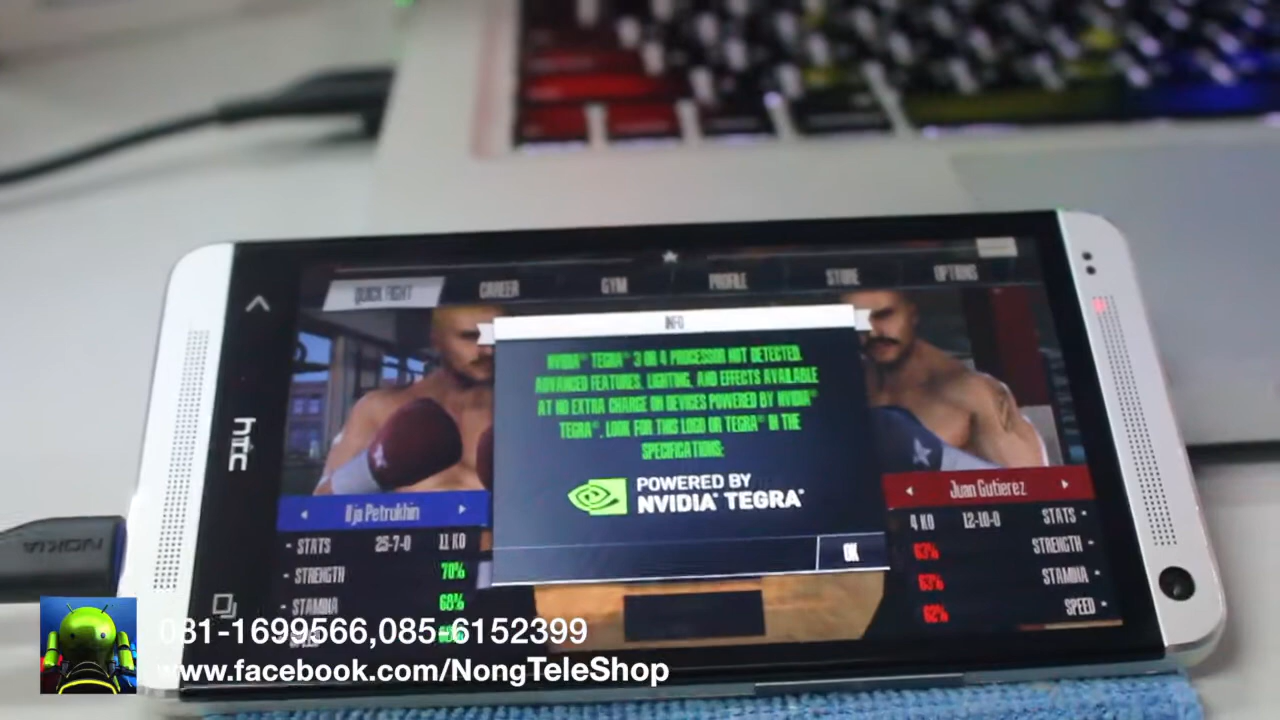 QUICK FIGHT CAREER GYM PROFILE STORE OPTIONS
INFO
NVIDIA® TEGRA® 3 OR 4 PROCESSOR NOT DETECTED.
ADVANCED FEATURES, LIGHTING, AND EFFECTS AVAILABLE
AT NO EXTRA CHARGE ON DEVICES POWERED BY NVIDIA®
TEGRA®. LOOK FOR THIS LOGO OR TEGRA® IN THE
SPECIFICATIONS:
POWERED BY
NVIDIA® TEGRA®
OK
hTC
Ilja Petrukhin
STATS 25-7-0 11 KO
STRENGTH 70%
STAMINA 68%
Juan Gutierez
4 KO 12-10-0 STATS
63% STRENGTH
63% STAMINA
62% SPEED
NOKIA
081-1699566,085-6152399
www.facebook.com/NongTeleShop